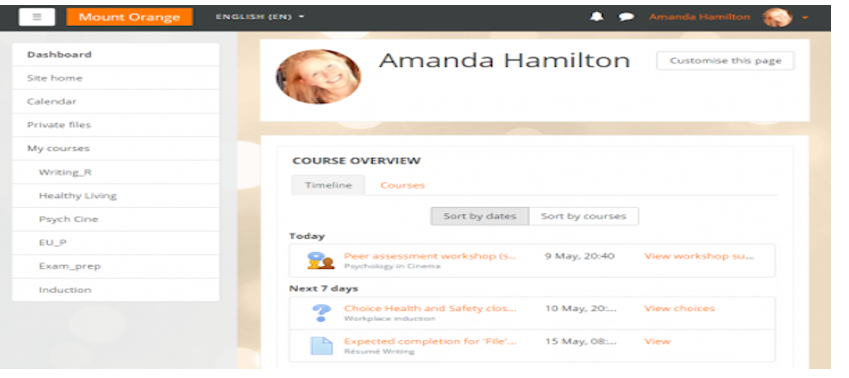 Mount Orange ENGLISH (EN) Amanda Hamilton
Dashboard
Site home
Calendar
Private files
My courses
Writing_R
Healthy Living
Psych Cine
EU_P
Exam_prep
Induction
Amanda Hamilton Customise this page
COURSE OVERVIEW
Timeline Courses
Sort by dates Sort by courses
Today
Peer assessment workshop (s... 9 May, 20:40 View workshop su...
Psychology in Cinema
Next 7 days
Choice Health and Safety clos... 10 May, 20:... View choices
Workplace induction
Expected completion for 'File'... 15 May, 08:... View
Résumé Writing